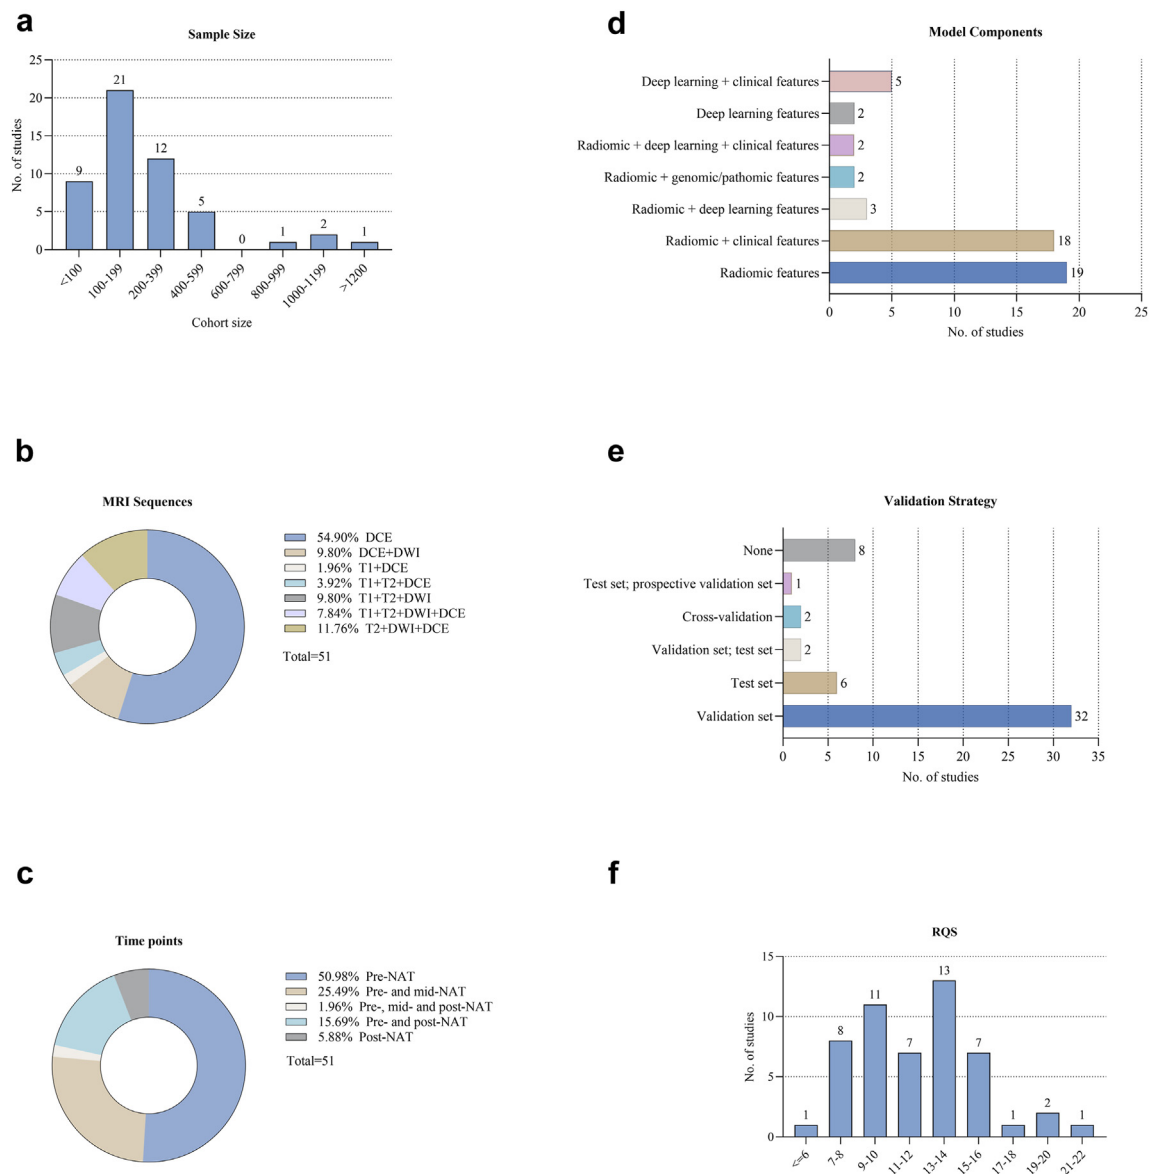 a
Sample Size
No. of studies
25
20
15
10
5
0
9
21
12
5
0
1
2
1
<100
100-199
200-399
400-599
600-799
800-999
1000-1199
>1200
Cohort size
b
MRI Sequences
54.90% DCE
9.80% DCE+DWI
1.96% T1+DCE
3.92% T1+T2+DCE
9.80% T1+T2+DWI
7.84% T1+T2+DWI+DCE
11.76% T2+DWI+DCE
Total=51
c
Time points
50.98% Pre-NAT
25.49% Pre- and mid-NAT
1.96% Pre-, mid- and post-NAT
15.69% Pre- and post-NAT
5.88% Post-NAT
Total=51
d
Model Components
Deep learning + clinical features 5
Deep learning features 2
Radiomic + deep learning + clinical features 2
Radiomic + genomic/pathomic features 2
Radiomic + deep learning features 3
Radiomic + clinical features 18
Radiomic features 19
0 5 10 15 20 25
No. of studies
e
Validation Strategy
None 8
Test set; prospective validation set 1
Cross-validation 2
Validation set; test set 2
Test set 6
Validation set 32
0 5 10 15 20 25 30 35
No. of studies
f
RQS
No. of studies
15
10
5
0
1
8
11
7
13
7
1
2
1
<=6
7-8
9-10
11-12
13-14
15-16
17-18
19-20
21-22